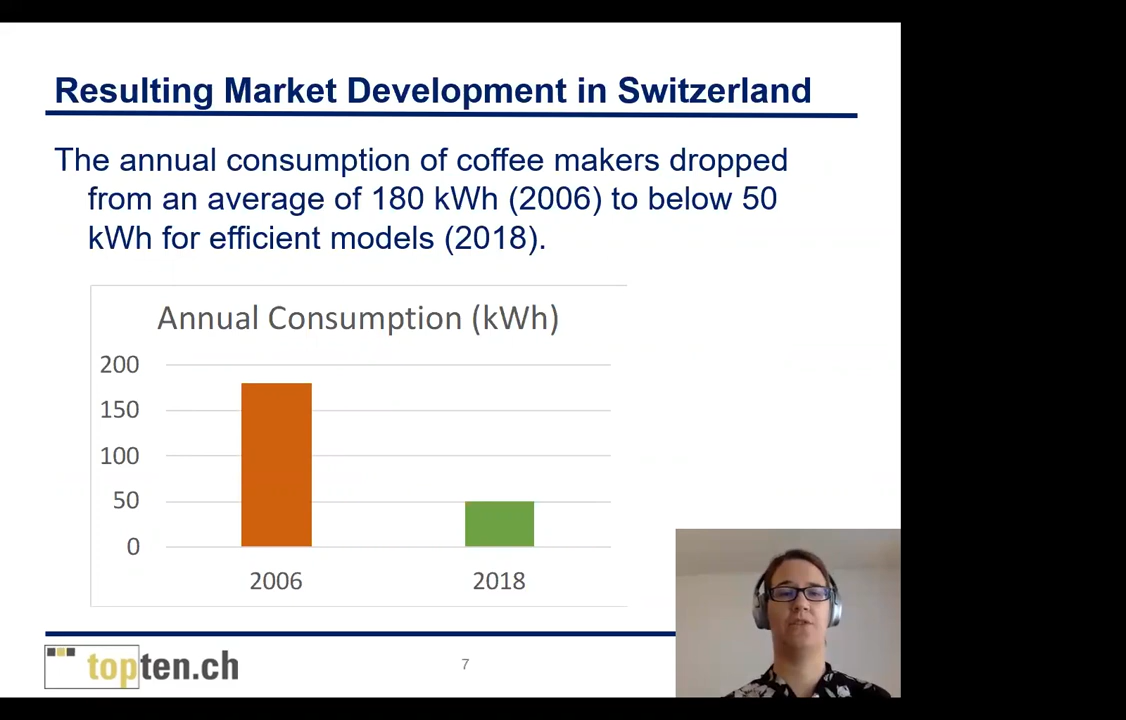 Resulting Market Development in Switzerland
The annual consumption of coffee makers dropped
from an average of 180 kWh (2006) to below 50
kWh for efficient models (2018).
Annual Consumption (kWh)
200
150
100
50
0
2006
2018
topten.ch
7